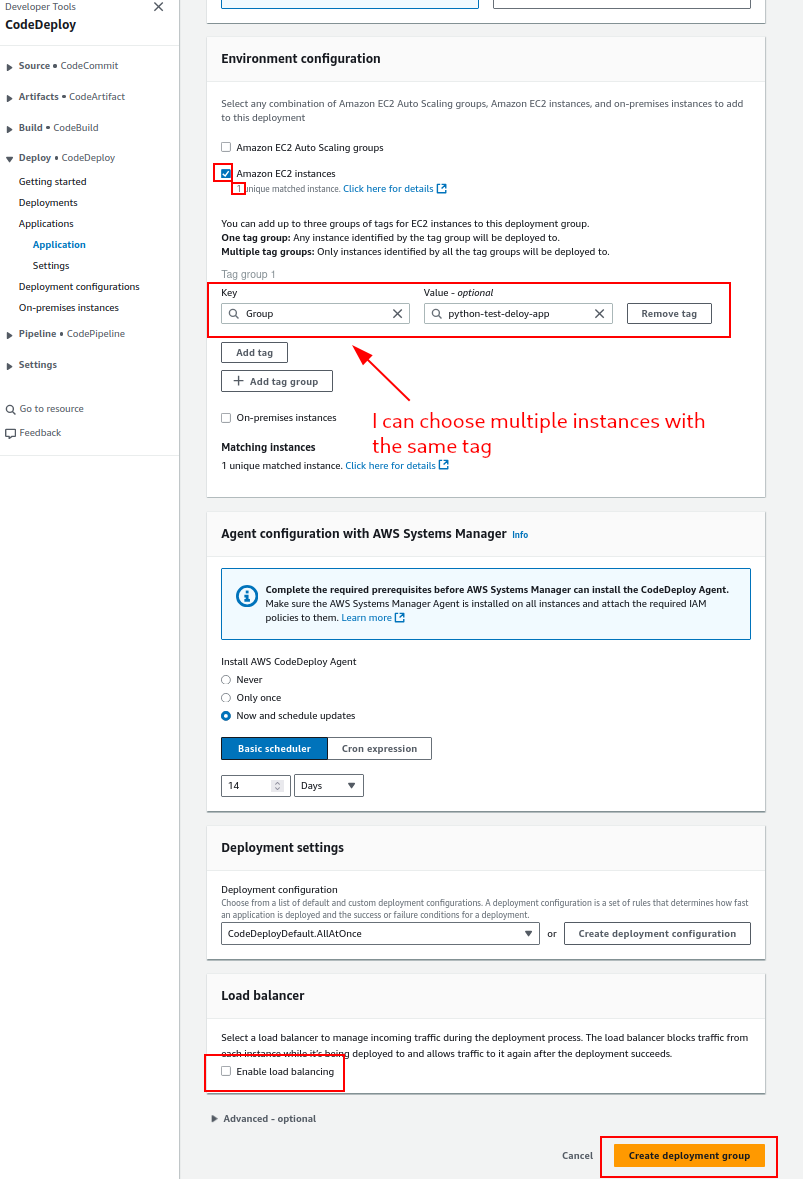 Developer Tools
CodeDeploy
Source • CodeCommit
Artifacts • CodeArtifact
Build • CodeBuild
Deploy • CodeDeploy
Getting started
Deployments
Applications
Application
Settings
Deployment configurations
On-premises instances
Pipeline • CodePipeline
Settings
Go to resource
Feedback
Environment configuration
Select any combination of Amazon EC2 Auto Scaling groups, Amazon EC2 instances, and on-premises instances to add
to this deployment
Amazon EC2 Auto Scaling groups
Amazon EC2 instances
1 unique matched instance. Click here for details
You can add up to three groups of tags for EC2 instances to this deployment group.
One tag group: Any instance identified by the tag group will be deployed to.
Multiple tag groups: Only instances identified by all the tag groups will be deployed to.
Tag group 1
Key Value - optional
Group python-test-deloy-app Remove tag
Add tag
Add tag group
On-premises instances
I can choose multiple instances with
the same tag
Matching instances
1 unique matched instance. Click here for details
Agent configuration with AWS Systems Manager Info
Complete the required prerequisites before AWS Systems Manager can install the CodeDeploy Agent.
Make sure the AWS Systems Manager Agent is installed on all instances and attach the required IAM
policies to them. Learn more
Install AWS CodeDeploy Agent
Never
Only once
Now and schedule updates
Basic scheduler Cron expression
14 Days
Deployment settings
Deployment configuration
Choose from a list of default and custom deployment configurations. A deployment configuration is a set of rules that determines how fast
an application is deployed and the success or failure conditions for a deployment.
CodeDeployDefault.AllAtOnce or Create deployment configuration
Load balancer
Select a load balancer to manage incoming traffic during the deployment process. The load balancer blocks traffic from
each instance while it's being deployed to and allows traffic to it again after the deployment succeeds.
Enable load balancing
Advanced - optional
Cancel Create deployment group